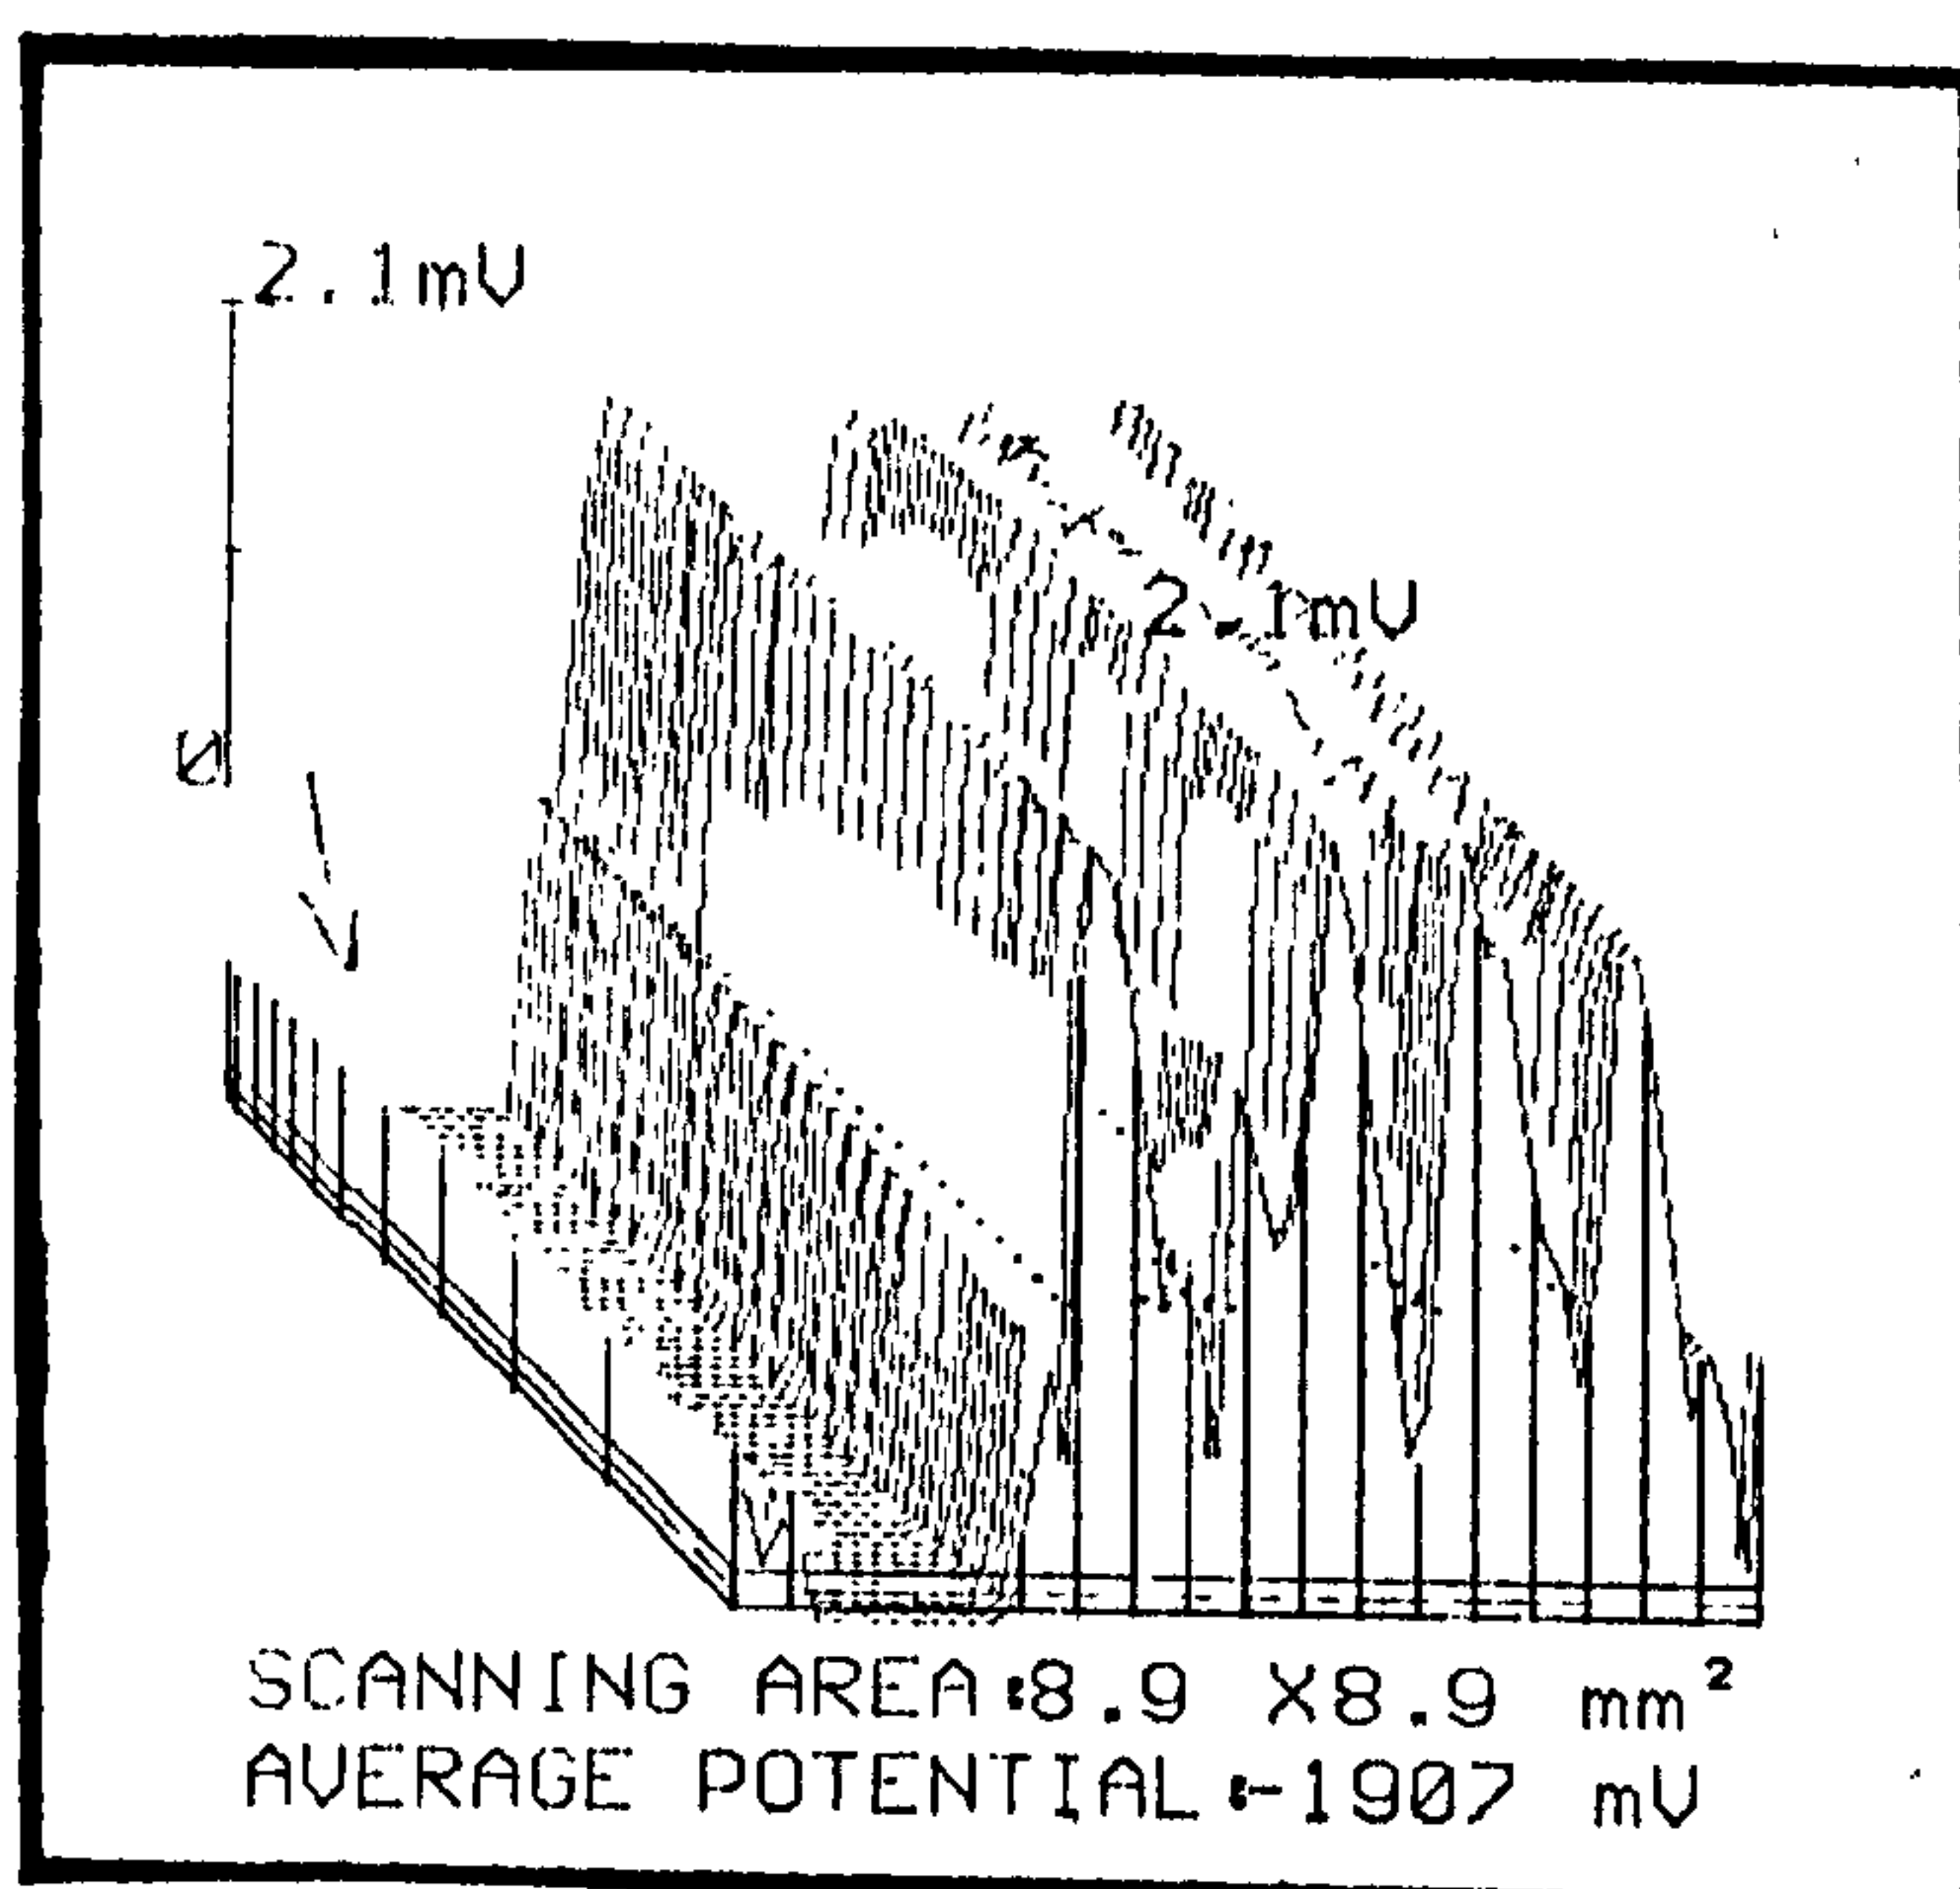 2.1mV
2.1mV
0
SCANNING AREA:8.9 X8.9 mm²
AVERAGE POTENTIAL:-1907 mV